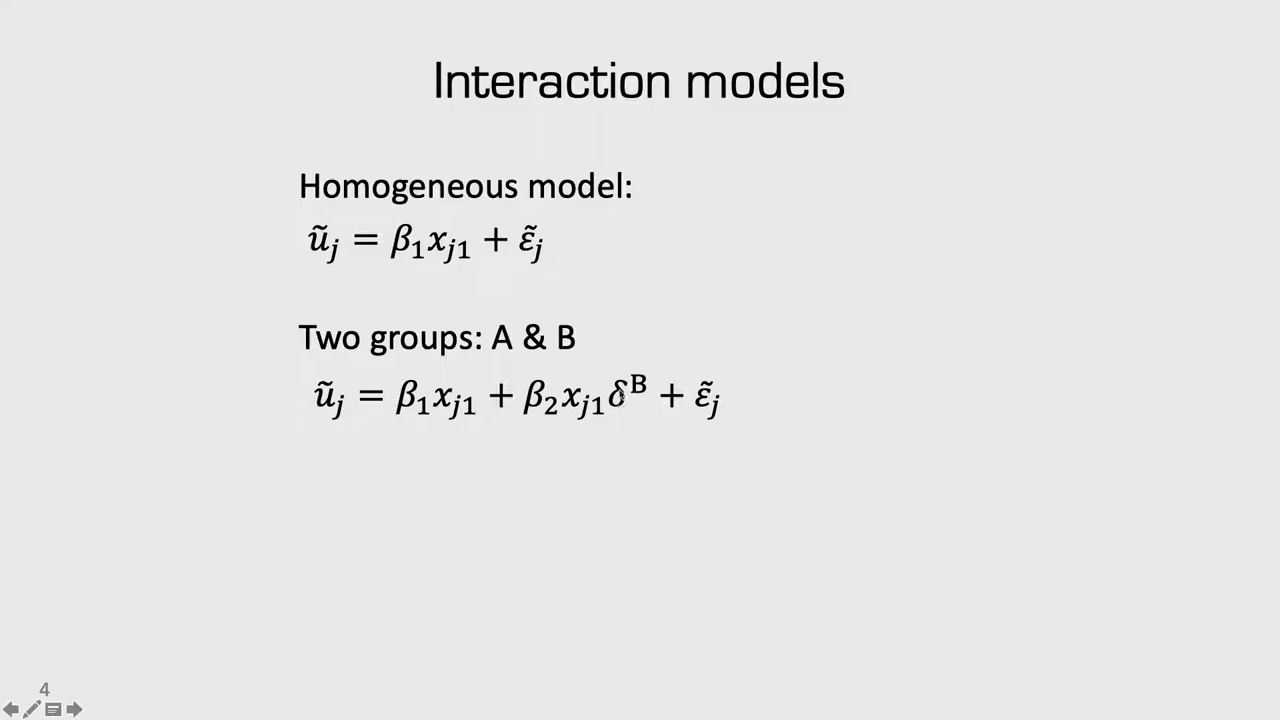 Interaction models
Homogeneous model:
ũⱼ = β₁xⱼ₁ + ε̃ⱼ
Two groups: A & B
ũⱼ = β₁xⱼ₁ + β₂xⱼ₁δᴮ + ε̃ⱼ
4